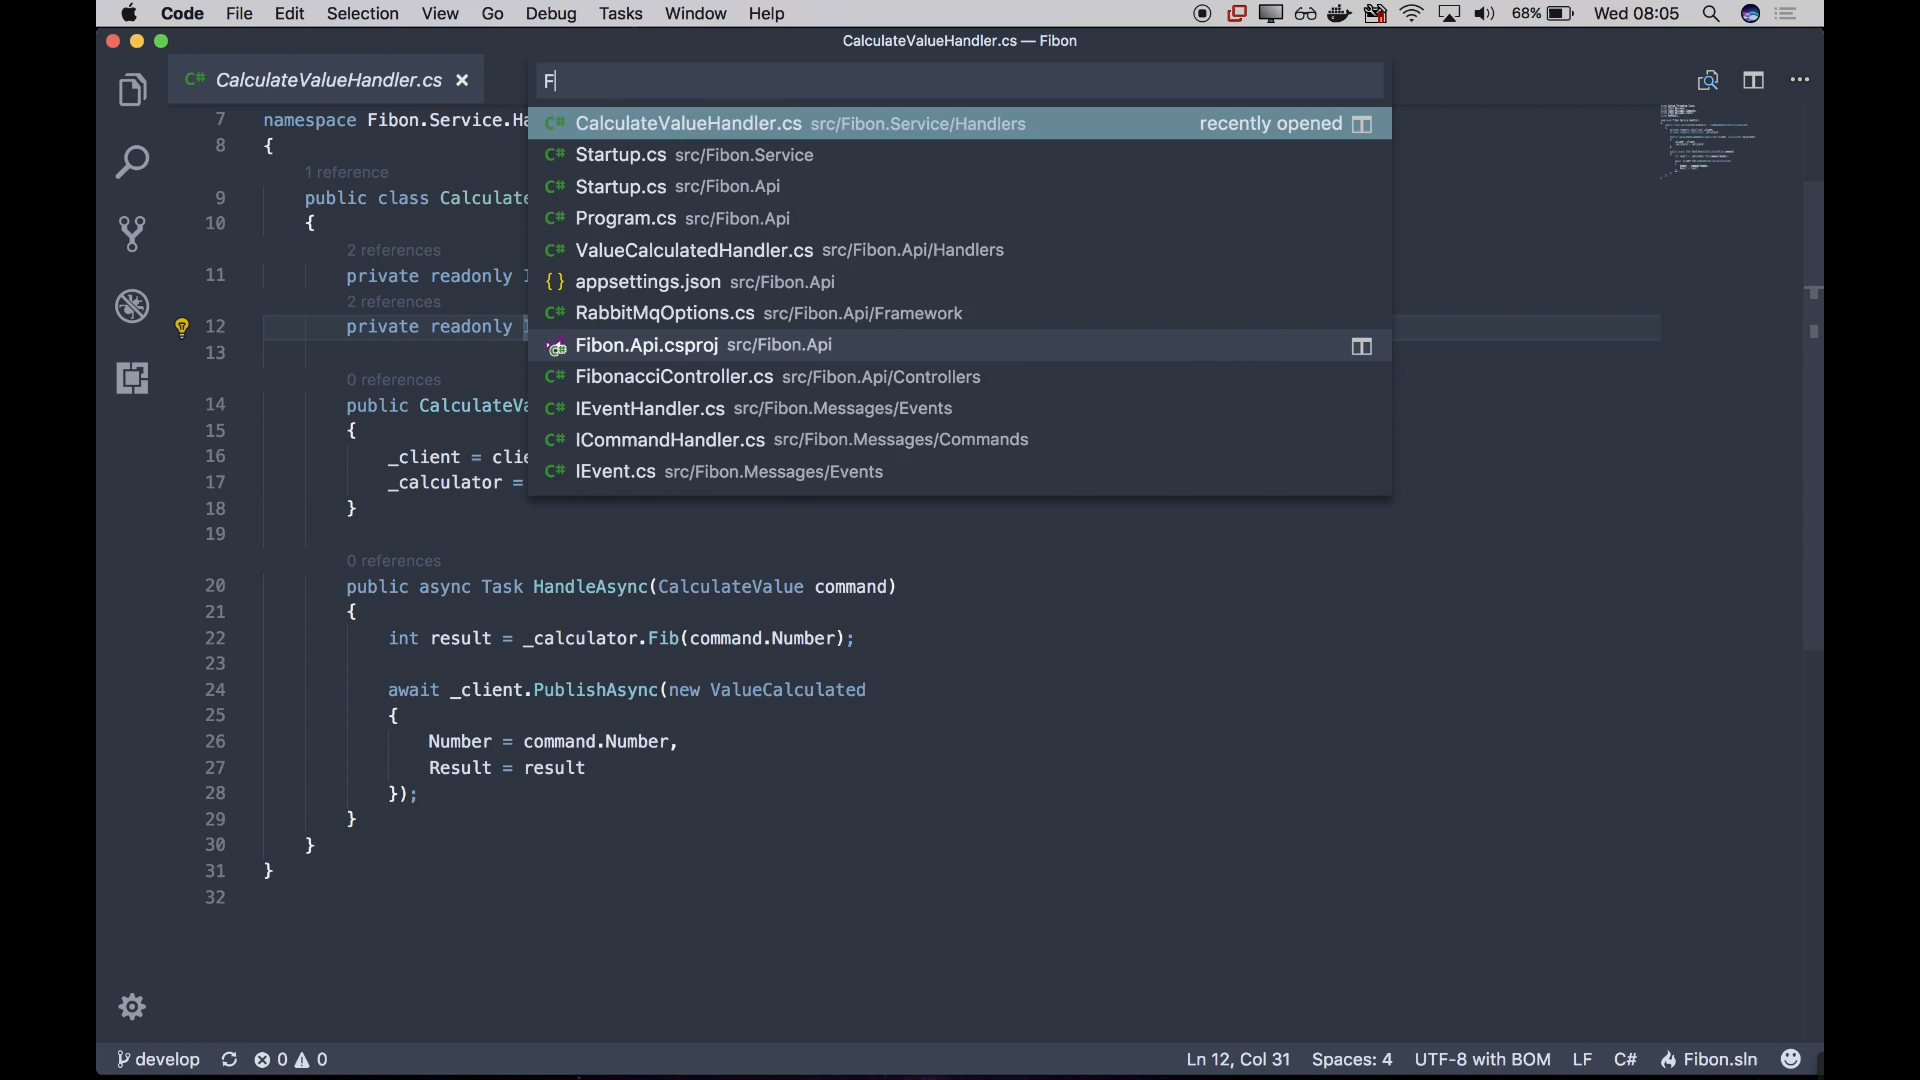 Code File Edit Selection View Go Debug Tasks Window Help 68% Wed 08:05
CalculateValueHandler.cs — Fibon
C# CalculateValueHandler.cs ×
F
C# CalculateValueHandler.cs src/Fibon.Service/Handlers recently opened
C# Startup.cs src/Fibon.Service
C# Startup.cs src/Fibon.Api
C# Program.cs src/Fibon.Api
C# ValueCalculatedHandler.cs src/Fibon.Api/Handlers
{ } appsettings.json src/Fibon.Api
C# RabbitMqOptions.cs src/Fibon.Api/Framework
Fibon.Api.csproj src/Fibon.Api
C# FibonacciController.cs src/Fibon.Api/Controllers
C# IEventHandler.cs src/Fibon.Messages/Events
C# ICommandHandler.cs src/Fibon.Messages/Commands
C# IEvent.cs src/Fibon.Messages/Events
7 namespace Fibon.Service.Ha
8 {
1 reference
9 public class Calculate
10 {
2 references
11 private readonly I
2 references
12 private readonly I
13
0 references
14 public CalculateVa
15 {
16 _client = clie
17 _calculator =
18 }
19
0 references
20 public async Task HandleAsync(CalculateValue command)
21 {
22 int result = _calculator.Fib(command.Number);
23
24 await _client.PublishAsync(new ValueCalculated
25 {
26 Number = command.Number,
27 Result = result
28 });
29 }
30 }
31 }
32
develop 0 0 Ln 12, Col 31 Spaces: 4 UTF-8 with BOM LF C# Fibon.sln